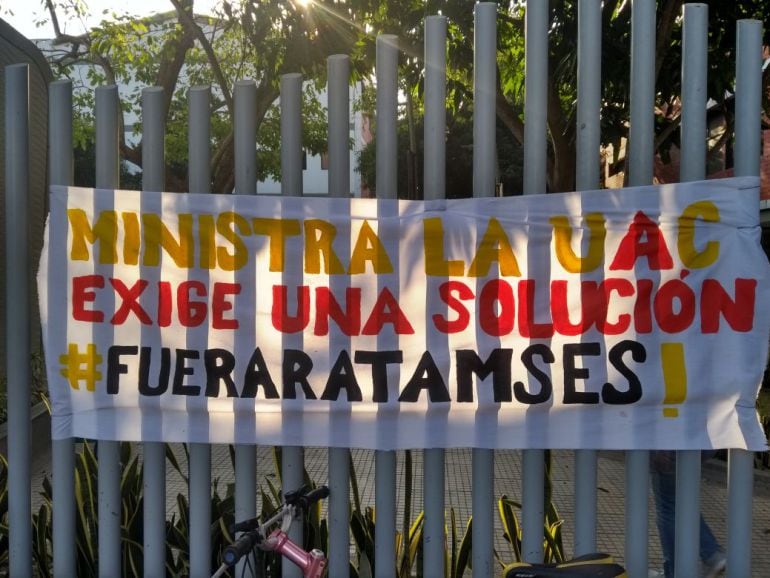 MINISTRA LA UAC
EXIGE UNA SOLUCIÓN
#FUERARATAMSES!